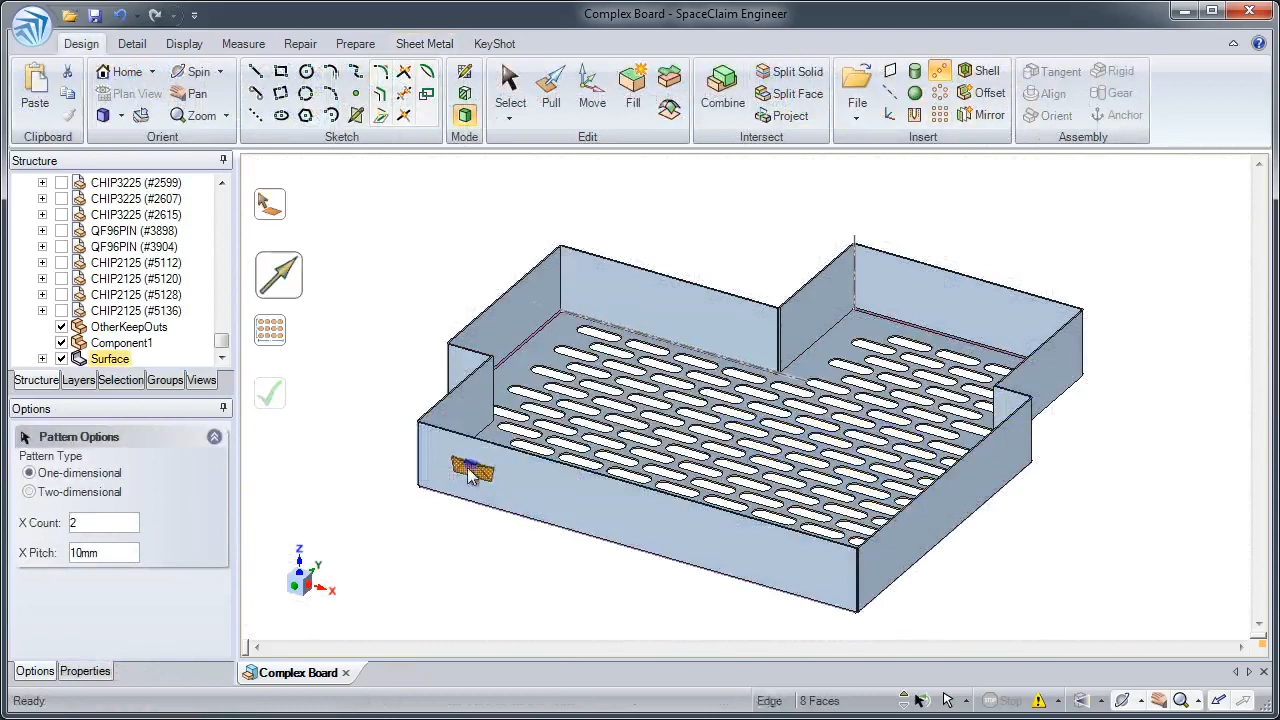 Complex Board - SpaceClaim Engineer
Design Detail Display Measure Repair Prepare Sheet Metal KeyShot
Paste
Clipboard
Home Spin
Plan View Pan
Zoom
Orient
Sketch
Mode
Select Pull Move Fill
Edit
Combine
Split Solid
Split Face
Project
Intersect
File
Shell
Offset
Mirror
Insert
Tangent Rigid
Align Gear
Orient Anchor
Assembly
Structure
CHIP3225 (#2599)
CHIP3225 (#2607)
CHIP3225 (#2615)
QF96PIN (#3898)
QF96PIN (#3904)
CHIP2125 (#5112)
CHIP2125 (#5120)
CHIP2125 (#5128)
CHIP2125 (#5136)
OtherKeepOuts
Component1
Surface
Structure Layers Selection Groups Views
Options
Pattern Options
Pattern Type
One-dimensional
Two-dimensional
X Count: 2
X Pitch: 10mm
Z
Y
X
Options Properties
Complex Board
Ready
Edge 8 Faces
Stop